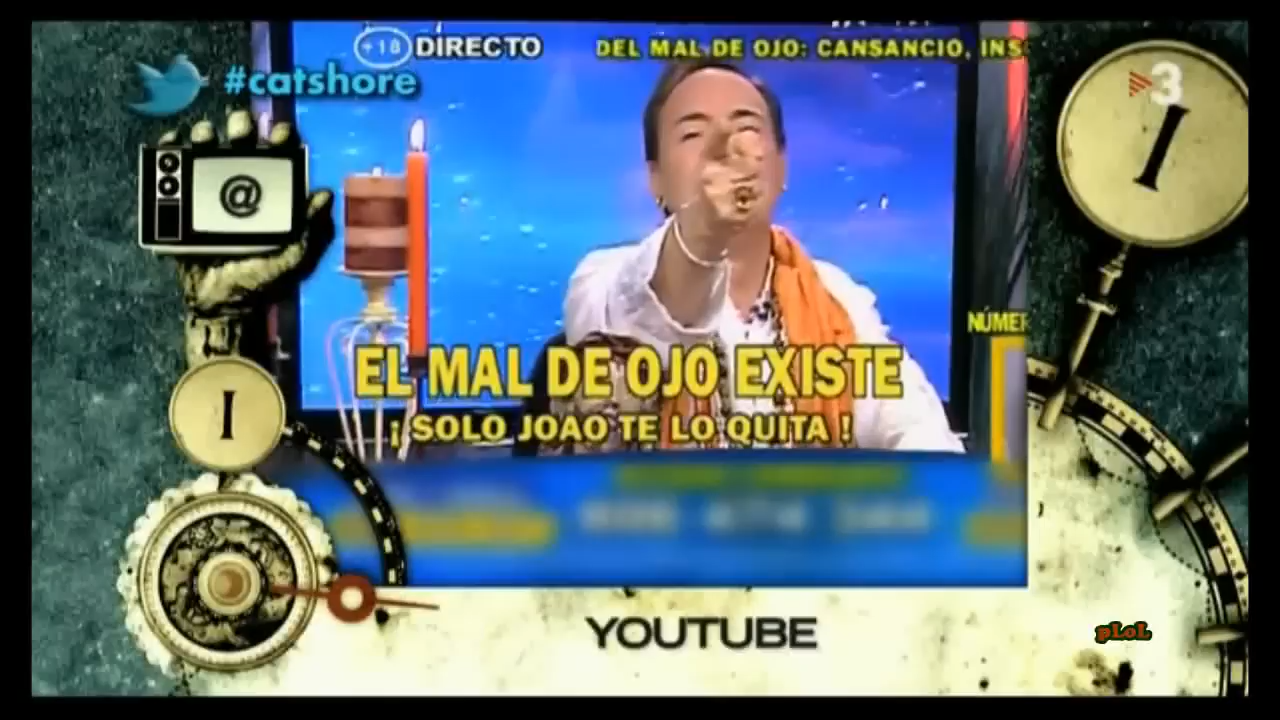 +18 DIRECTO
DEL MAL DE OJO: CANSANCIO, INS
#catshore
3
I
@
NÚMER
EL MAL DE OJO EXISTE
¡ SOLO JOAO TE LO QUITA !
I
YOUTUBE
pLoL